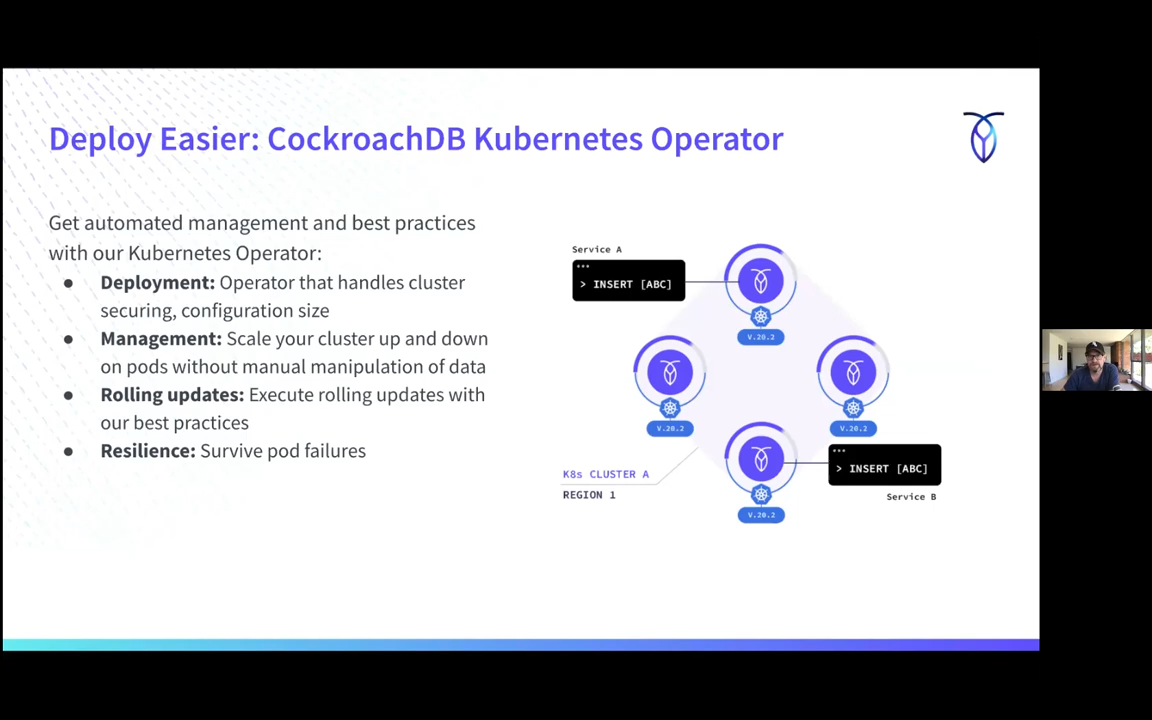 Deploy Easier: CockroachDB Kubernetes Operator
Get automated management and best practices
with our Kubernetes Operator:
● Deployment: Operator that handles cluster
securing, configuration size
● Management: Scale your cluster up and down
on pods without manual manipulation of data
● Rolling updates: Execute rolling updates with
our best practices
● Resilience: Survive pod failures
Service A
> INSERT [ABC]
V.20.2
V.20.2
V.20.2
> INSERT [ABC]
Service B
V.20.2
K8s CLUSTER A
REGION 1